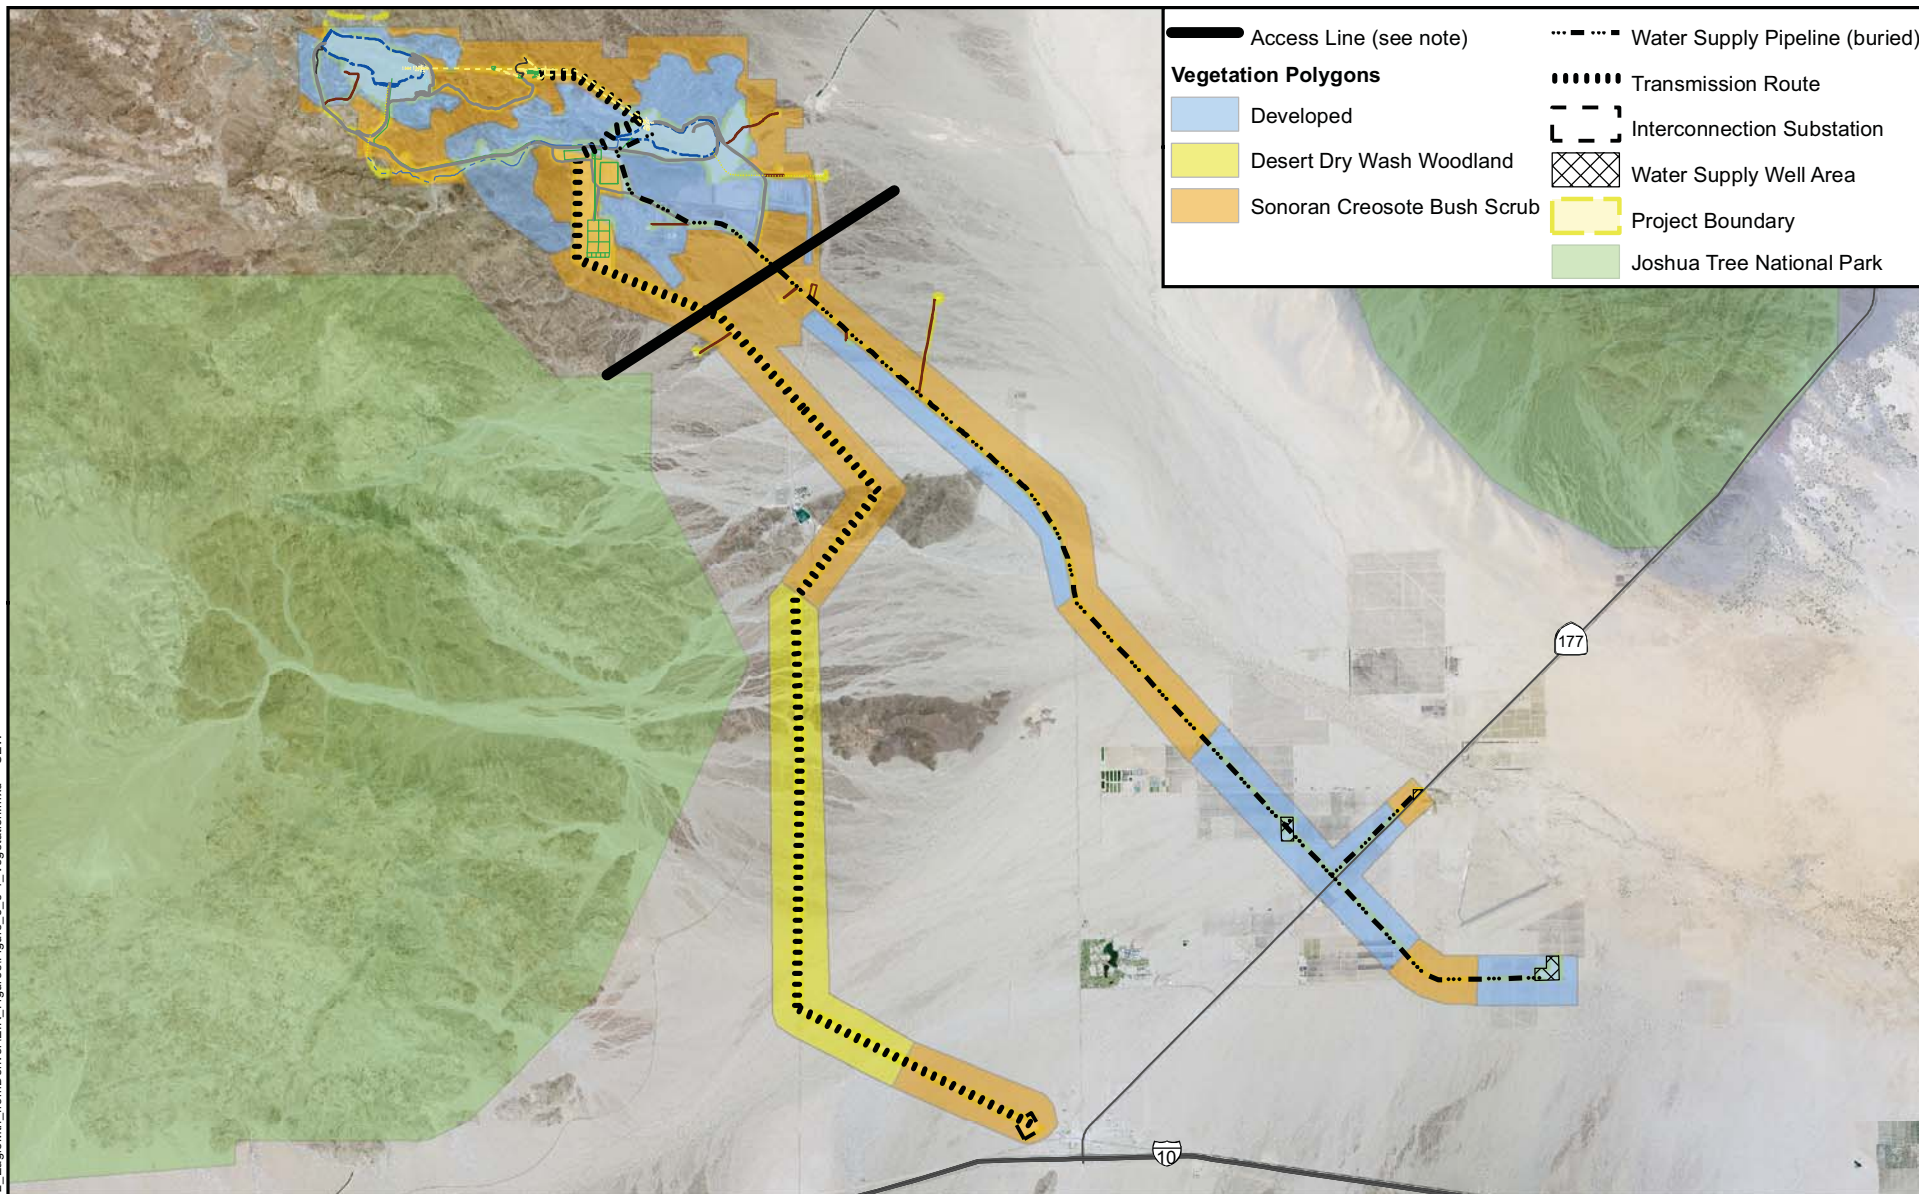 Access Line (see note)
Vegetation Polygons
Developed
Desert Dry Wash Woodland
Sonoran Creosote Bush Scrub
Water Supply Pipeline (buried)
Transmission Route
Interconnection Substation
Water Supply Well Area
Project Boundary
Joshua Tree National Park
177
10